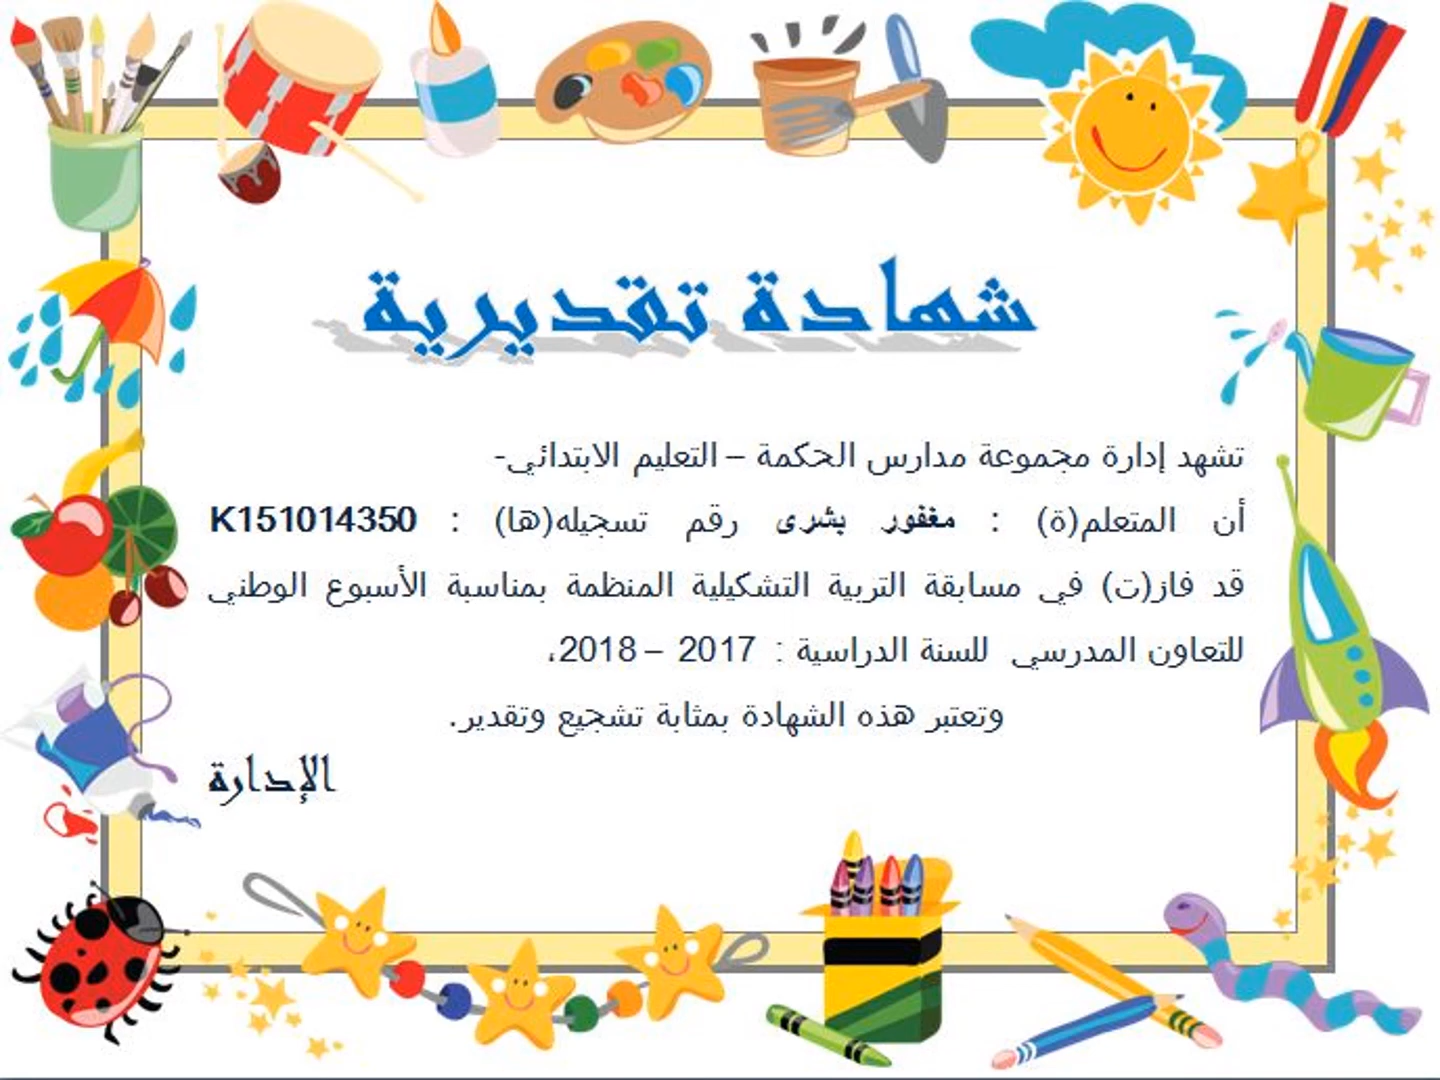 شهادة تقديرية
تشهد إدارة مجموعة مدارس الحكمة – التعليم الابتدائي-
أن المتعلم(ة) : مغفور بشرى رقم تسجيله(ها) : K151014350
قد فاز(ت) في مسابقة التربية التشكيلية المنظمة بمناسبة الأسبوع الوطني
للتعاون المدرسي للسنة الدراسية : 2017 – 2018،
وتعتبر هذه الشهادة بمثابة تشجيع وتقدير.
الإدارة